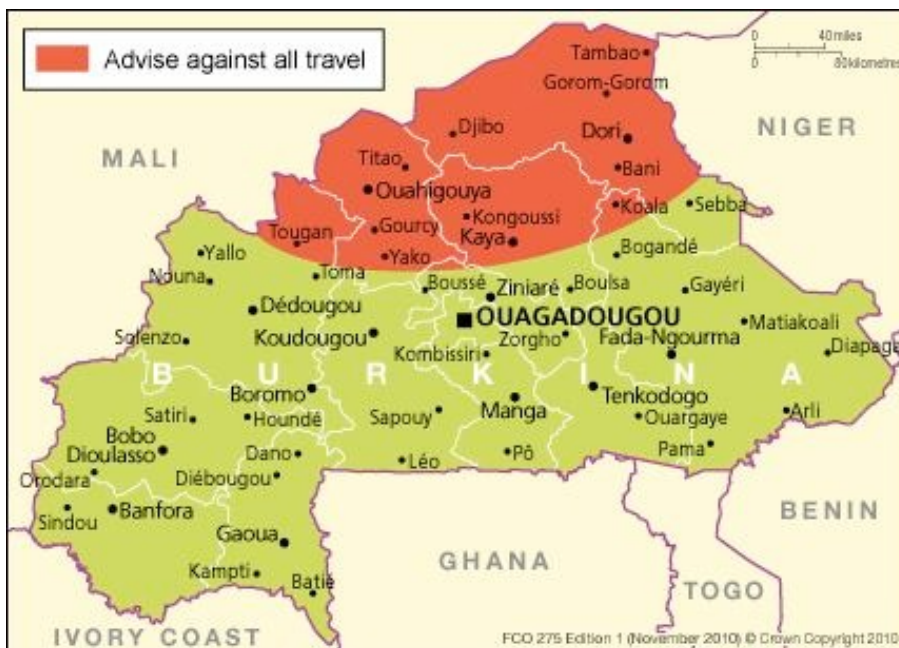 Advise against all travel
40 miles
80 kilometres
Tambao
Gorom-Gorom
NIGER
Djibo
Dori
MALI
Titao
Bani
Ouahigouya
Koala
Sebba
Kongoussi
Gourcy
Tougan
Kaya
Yallo
Yako
Bogandé
Nouna
Toma
Boussé
Ziniaré
Boulsa
Gayéri
Dédougou
OUAGADOUGOU
Matiakoali
Solenzo
Koudougou
Zorgho
Fada-Ngourma
Diapaga
Kombissiri
BURKINA
Boromo
Tenkodogo
Satiri
Houndé
Sapouy
Manga
Ouargaye
Arli
Bobo
Dioulasso
Dano
Léo
Pô
Pama
Orodara
Diébougou
Sindou
Banfora
BENIN
Gaoua
GHANA
Kampti
Batié
TOGO
IVORY COAST
FCO 275 Edition 1 (November 2010) © Crown Copyright 2010